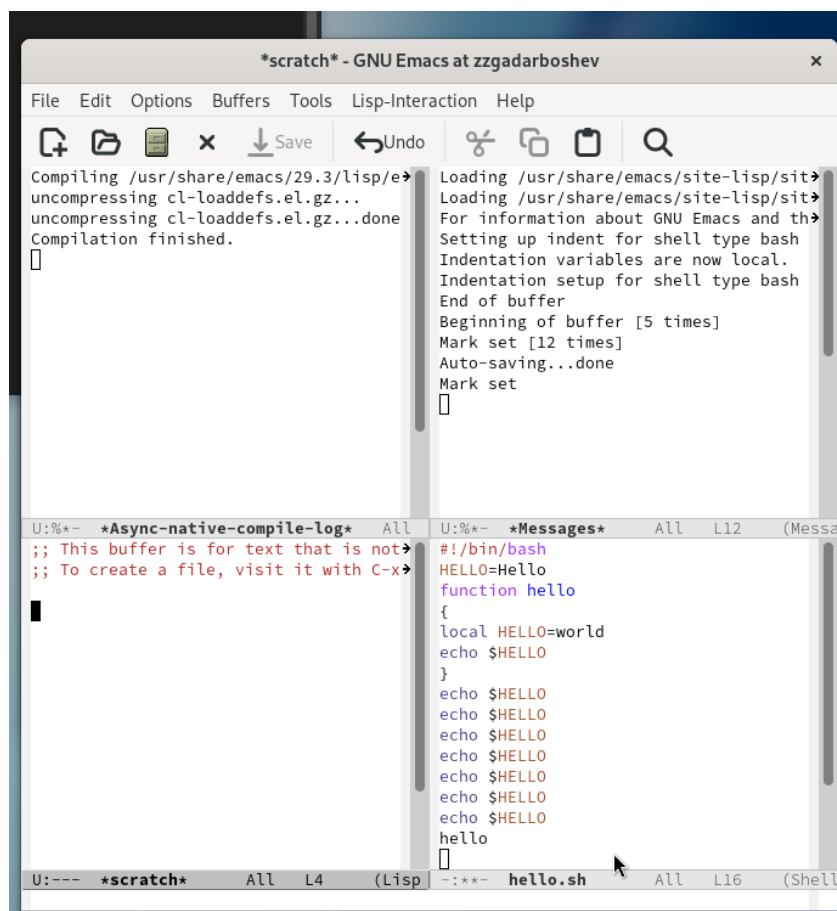 *scratch* - GNU Emacs at zzgadarboshev
File Edit Options Buffers Tools Lisp-Interaction Help
Save Undo
Compiling /usr/share/emacs/29.3/lisp/e
uncompressing cl-loaddefs.el.gz...
uncompressing cl-loaddefs.el.gz...done
Compilation finished.
U:%*- *Async-native-compile-log* All
Loading /usr/share/emacs/site-lisp/sit
Loading /usr/share/emacs/site-lisp/sit
For information about GNU Emacs and th
Setting up indent for shell type bash
Indentation variables are now local.
Indentation setup for shell type bash
End of buffer
Beginning of buffer [5 times]
Mark set [12 times]
Auto-saving...done
Mark set
U:%*- *Messages* All L12 (Messa
;; This buffer is for text that is not
;; To create a file, visit it with C-x
U:--- *scratch* All L4 (Lisp
#!/bin/bash
HELLO=Hello
function hello
{
local HELLO=world
echo $HELLO
}
echo $HELLO
echo $HELLO
echo $HELLO
echo $HELLO
echo $HELLO
echo $HELLO
echo $HELLO
hello
-:**- hello.sh All L16 (Shell